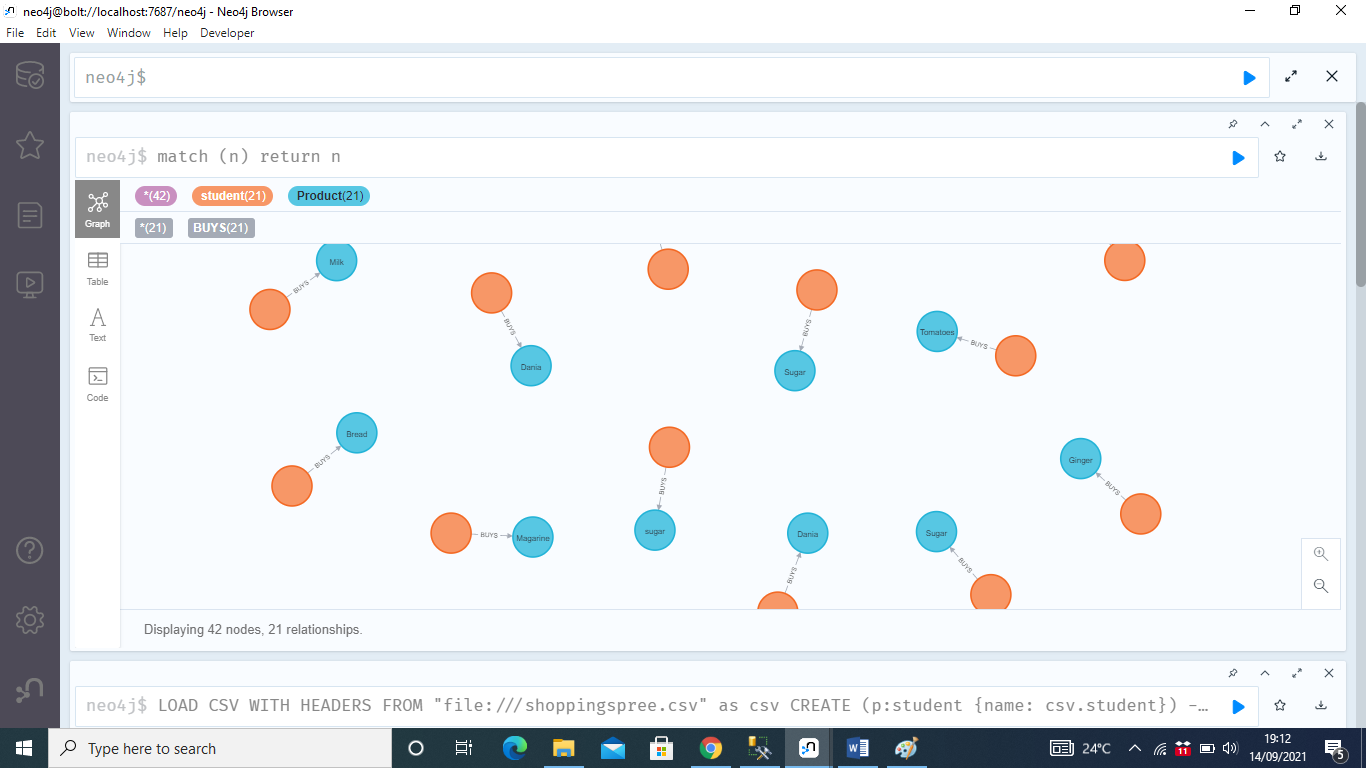 neo4j@bolt://localhost:7687/neo4j - Neo4j Browser
File Edit View Window Help Developer
neo4j$
neo4j$ match (n) return n
*(42) student(21) Product(21)
*(21) BUYS(21)
Graph
Table
Text
Code
Milk
BUYS
BUYS
Dania
BUYS
Sugar
Tomatoes
BUYS
Bread
BUYS
BUYS
sugar
Ginger
BUYS
BUYS
Magarine
Dania
BUYS
Sugar
BUYS
Displaying 42 nodes, 21 relationships.
neo4j$ LOAD CSV WITH HEADERS FROM "file:///shoppingspree.csv" as csv CREATE (p:student {name: csv.student}) -…
Type here to search
11
24°C
19:12
14/09/2021
5